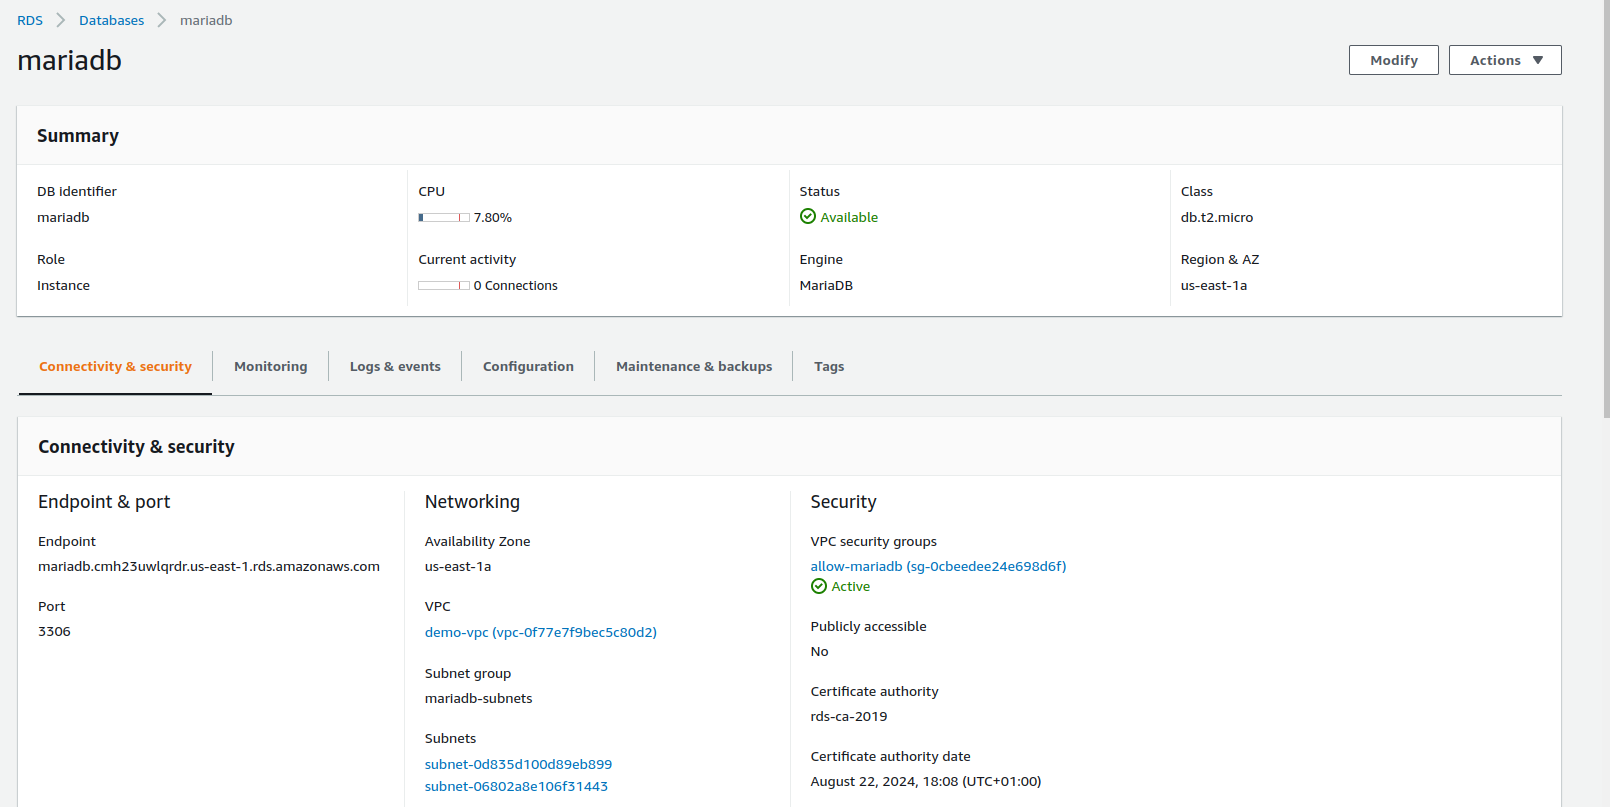 RDS > Databases > mariadb
mariadb
Modify
Actions ▼
Summary
DB identifier
mariadb
CPU
7.80%
Status
Available
Class
db.t2.micro
Role
Instance
Current activity
0 Connections
Engine
MariaDB
Region & AZ
us-east-1a
Connectivity & security
Monitoring
Logs & events
Configuration
Maintenance & backups
Tags
Connectivity & security
Endpoint & port
Endpoint
mariadb.cmh23uwlqrdr.us-east-1.rds.amazonaws.com
Port
3306
Networking
Availability Zone
us-east-1a
VPC
demo-vpc (vpc-0f77e7f9bec5c80d2)
Subnet group
mariadb-subnets
Subnets
subnet-0d835d100d89eb899
subnet-06802a8e106f31443
Security
VPC security groups
allow-mariadb (sg-0cbeedee24e698d6f)
Active
Publicly accessible
No
Certificate authority
rds-ca-2019
Certificate authority date
August 22, 2024, 18:08 (UTC+01:00)